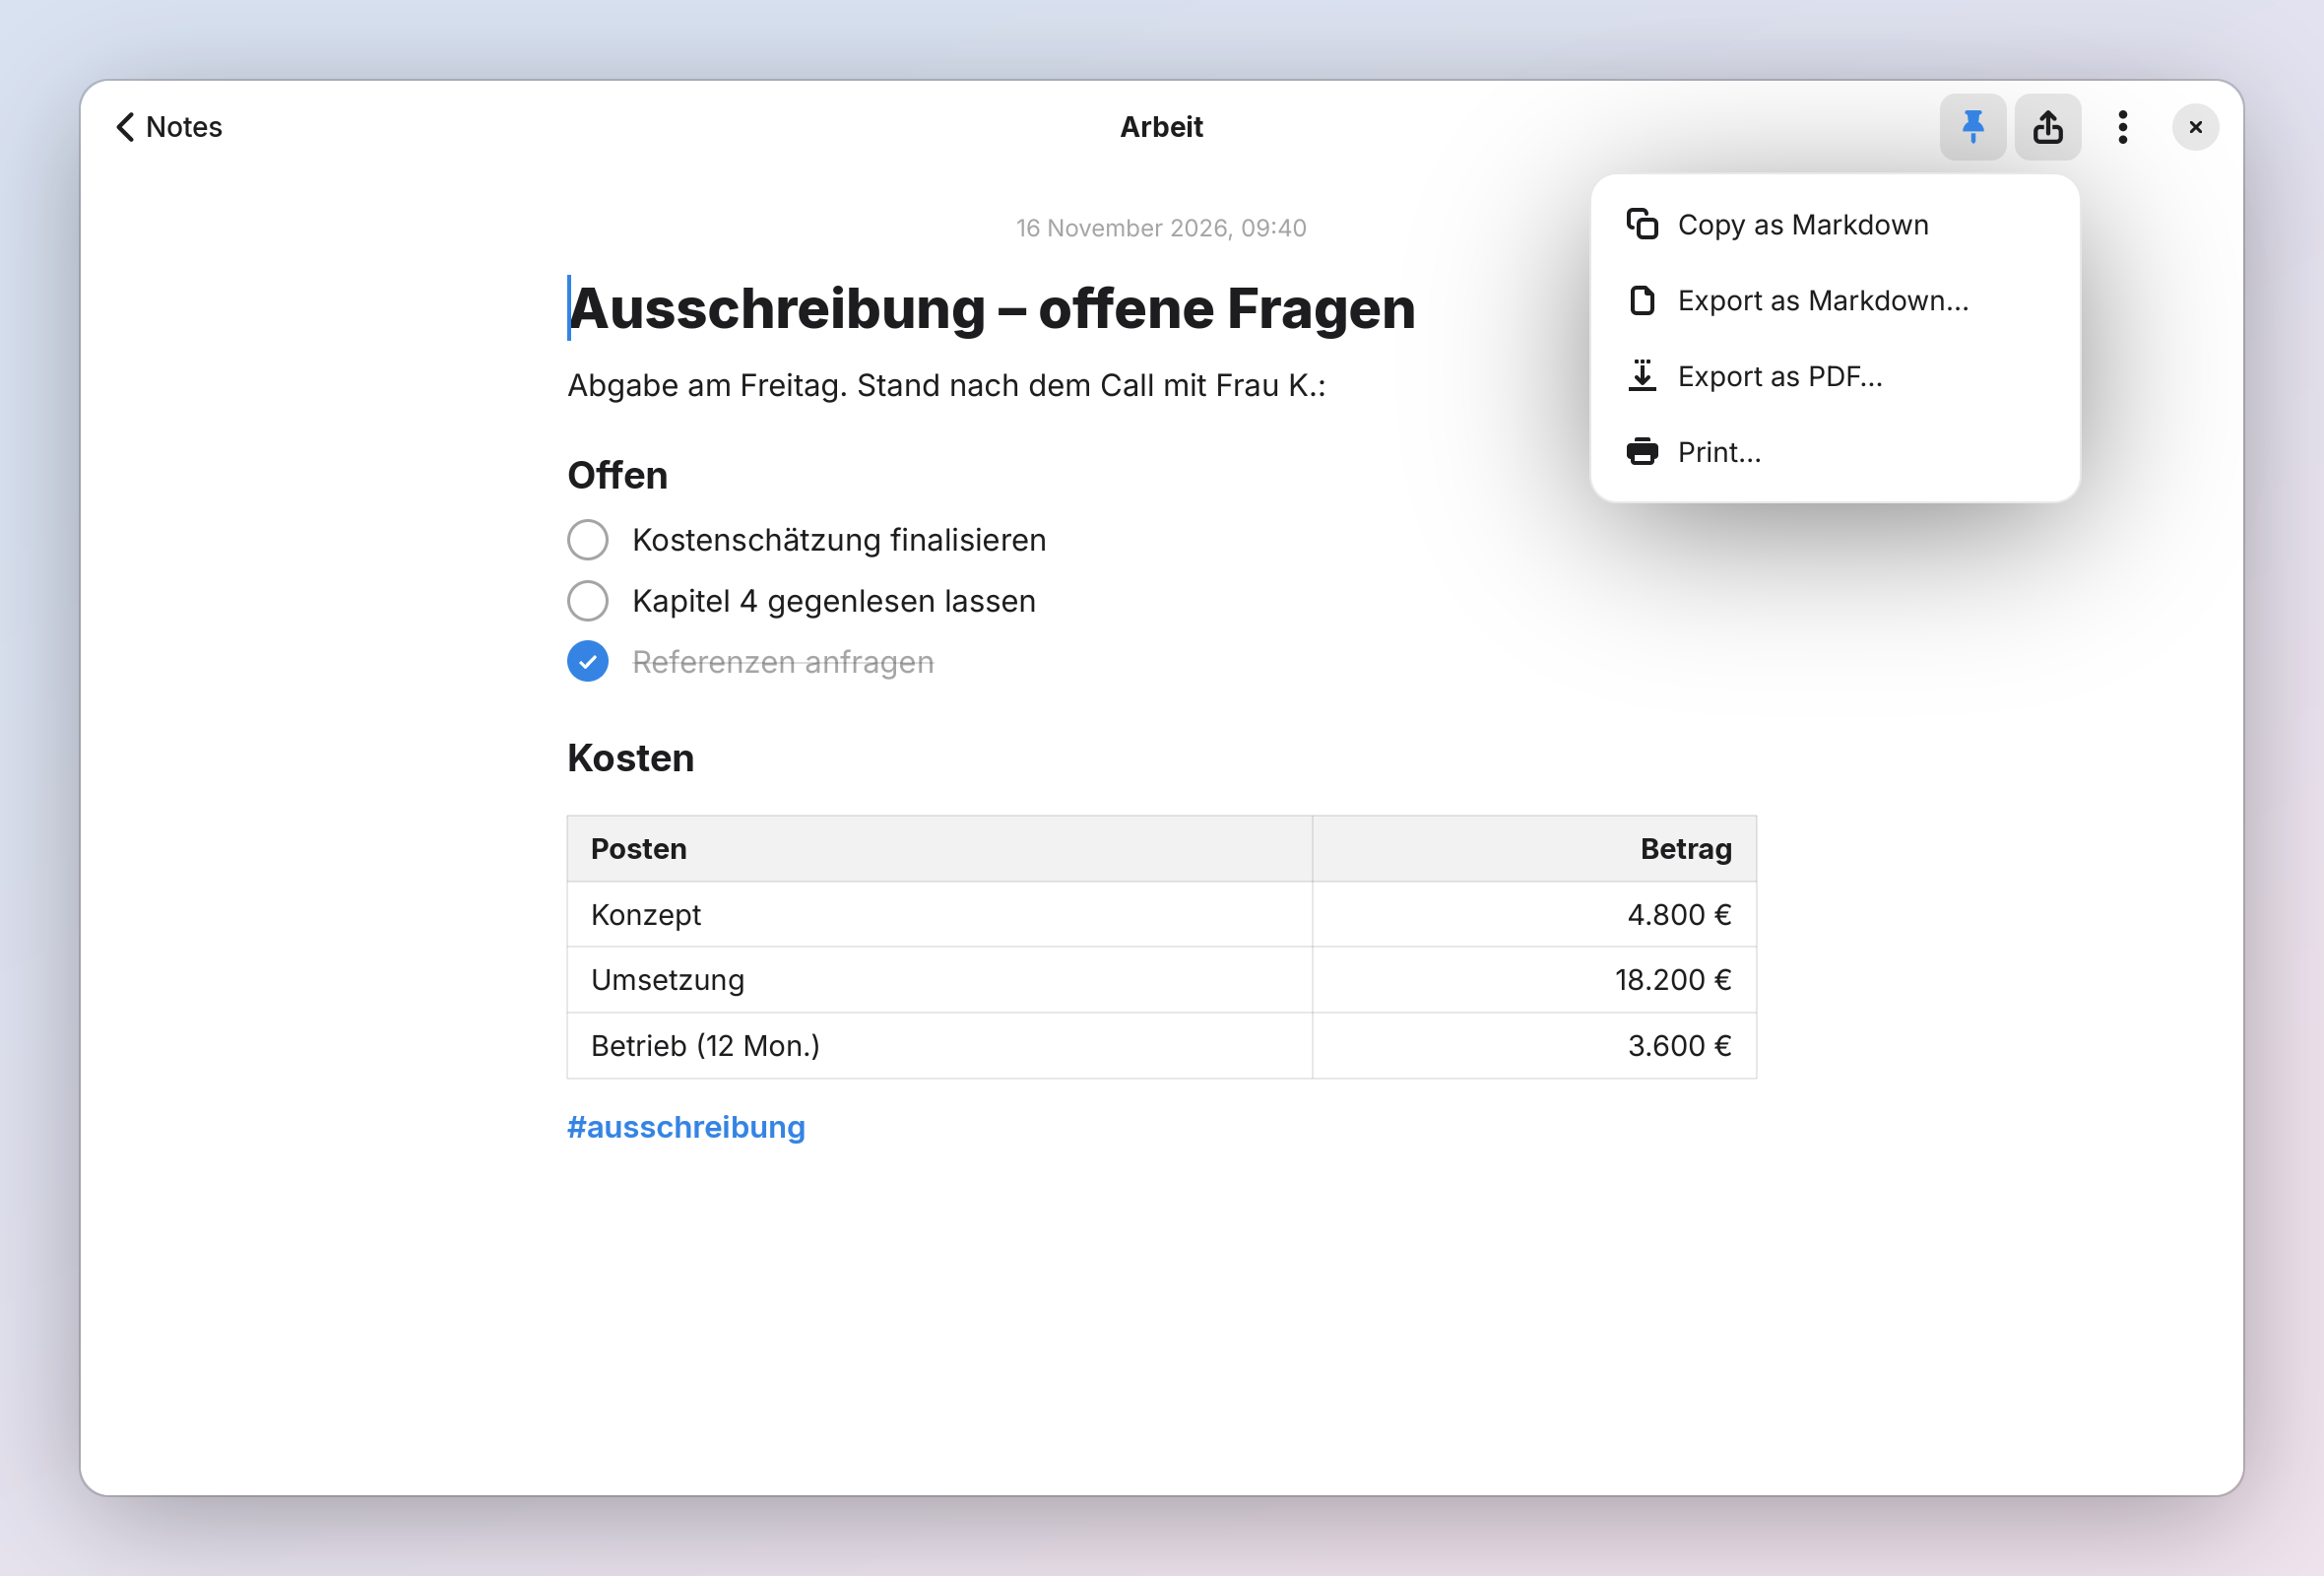 Notes
Arbeit
16 November 2026, 09:40
Ausschreibung – offene Fragen
Abgabe am Freitag. Stand nach dem Call mit Frau K.:
Offen
Kostenschätzung finalisieren
Kapitel 4 gegenlesen lassen
Referenzen anfragen
Kosten
Posten Betrag
Konzept 4.800 €
Umsetzung 18.200 €
Betrieb (12 Mon.) 3.600 €
#ausschreibung
Copy as Markdown
Export as Markdown...
Export as PDF...
Print...